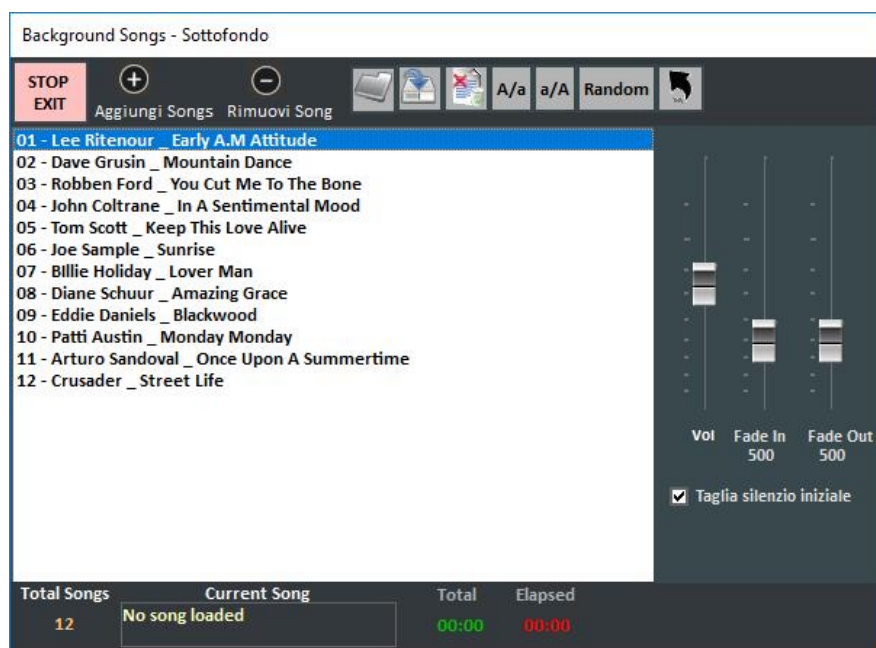 Background Songs - Sottofondo
STOP
EXIT
Aggiungi Songs
Rimuovi Song
A/a
a/A
Random
01 - Lee Ritenour _ Early A.M Attitude
02 - Dave Grusin _ Mountain Dance
03 - Robben Ford _ You Cut Me To The Bone
04 - John Coltrane _ In A Sentimental Mood
05 - Tom Scott _ Keep This Love Alive
06 - Joe Sample _ Sunrise
07 - BIllie Holiday _ Lover Man
08 - Diane Schuur _ Amazing Grace
09 - Eddie Daniels _ Blackwood
10 - Patti Austin _ Monday Monday
11 - Arturo Sandoval _ Once Upon A Summertime
12 - Crusader _ Street Life
Vol
Fade In
500
Fade Out
500
Taglia silenzio iniziale
Total Songs
12
Current Song
No song loaded
Total
00:00
Elapsed
00:00